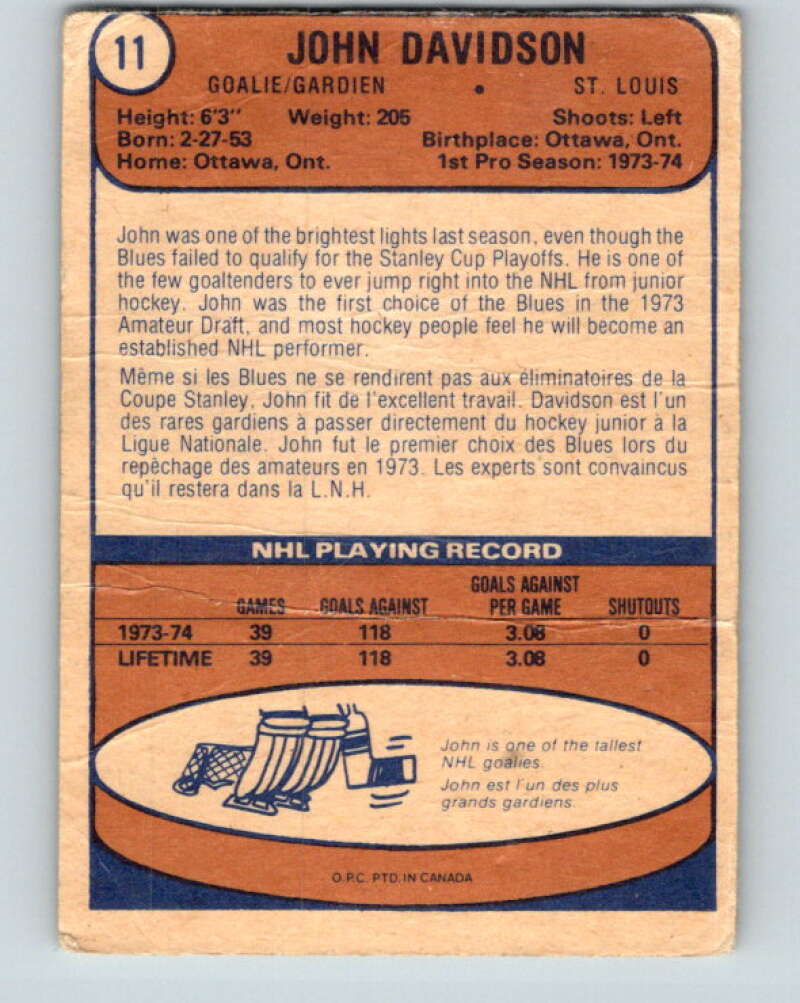 11
JOHN DAVIDSON
GOALIE/GARDIEN • ST. LOUIS
Height: 6'3" Weight: 205 Shoots: Left
Born: 2-27-53 Birthplace: Ottawa, Ont.
Home: Ottawa, Ont. 1st Pro Season: 1973-74
John was one of the brightest lights last season, even though the
Blues failed to qualify for the Stanley Cup Playoffs. He is one of
the few goaltenders to ever jump right into the NHL from junior
hockey. John was the first choice of the Blues in the 1973
Amateur Draft, and most hockey people feel he will become an
established NHL performer.
Même si les Blues ne se rendirent pas aux éliminatoires de la
Coupe Stanley, John fit de l'excellent travail. Davidson est l'un
des rares gardiens à passer directement du hockey junior à la
Ligue Nationale. John fut le premier choix des Blues lors du
repêchage des amateurs en 1973. Les experts sont convaincus
qu'il restera dans la L.N.H.
NHL PLAYING RECORD
GAMES GOALS AGAINST GOALS AGAINST PER GAME SHUTOUTS
1973-74 39 118 3.08 0
LIFETIME 39 118 3.08 0
John is one of the tallest
NHL goalies.
John est l'un des plus
grands gardiens.
O.P.C. PTD. IN CANADA